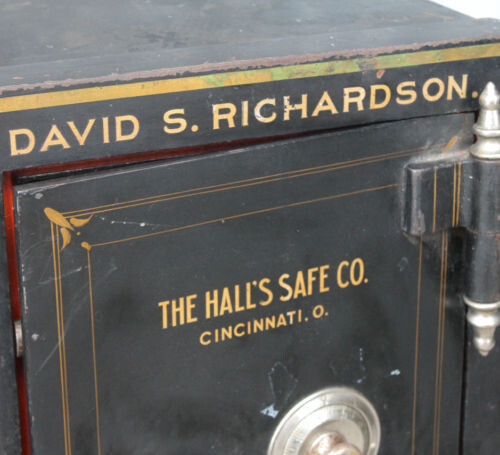 DAVID S. RICHARDSON.
THE HALL'S SAFE CO.
CINCINNATI. O.